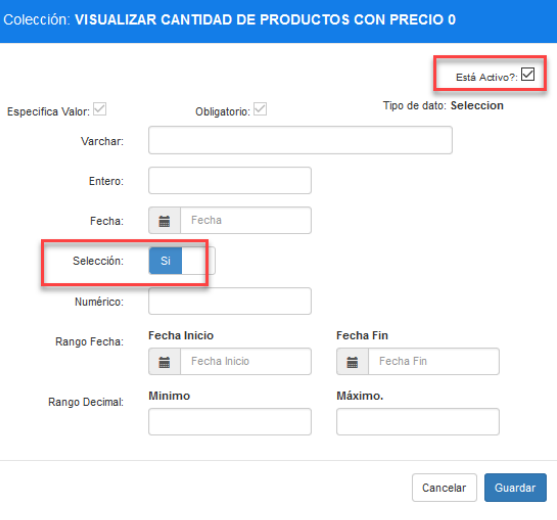 Colección: VISUALIZAR CANTIDAD DE PRODUCTOS CON PRECIO 0
Está Activo?:
Especifica Valor: Obligatorio: Tipo de dato: Seleccion
Varchar:
Entero:
Fecha: Fecha
Selección: Si
Numérico:
Rango Fecha: Fecha Inicio Fecha Fin
Fecha Inicio Fecha Fin
Rango Decimal: Minimo Máximo.
Cancelar Guardar